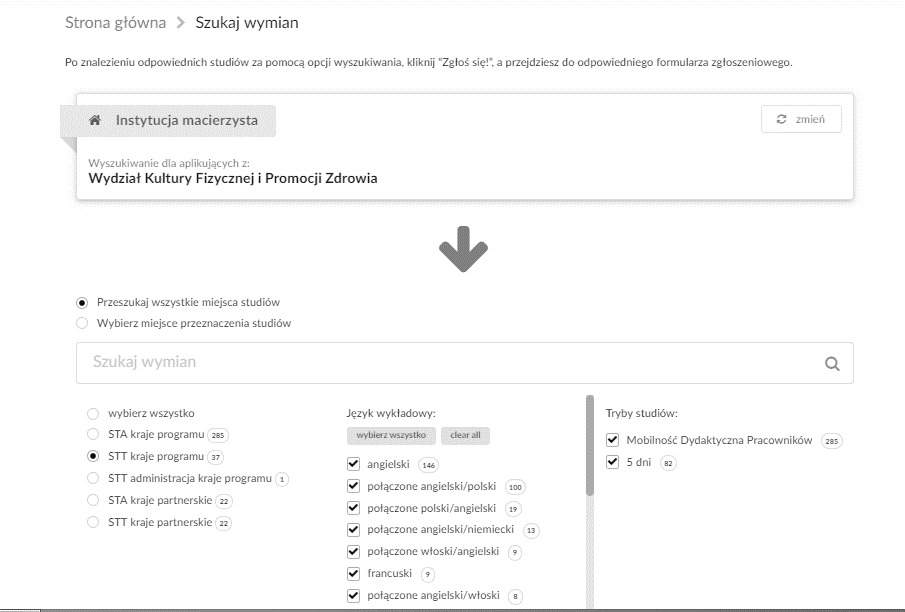 Strona główna > Szukaj wymian
Po znalezieniu odpowiednich studiów za pomocą opcji wyszukiwania, kliknij “Zgłoś się!”, a przejdziesz do odpowiedniego formularza zgłoszeniowego.
Instytucja macierzysta
zmień
Wyszukiwanie dla aplikujących z:
Wydział Kultury Fizycznej i Promocji Zdrowia
Przeszukaj wszystkie miejsca studiów
Wybierz miejsce przeznaczenia studiów
Szukaj wymian
wybierz wszystko
STA kraje programu 285
STT kraje programu 37
STT administracja kraje programu 1
STA kraje partnerskie 22
STT kraje partnerskie 22
Język wykładowy:
wybierz wszystko clear all
angielski 146
połączone angielski/polski 100
połączone polski/angielski 19
połączone angielski/niemiecki 13
połączone włoski/angielski 9
francuski 9
połączone angielski/włoski 8
Tryby studiów:
Mobilność Dydaktyczna Pracowników 285
5 dni 82